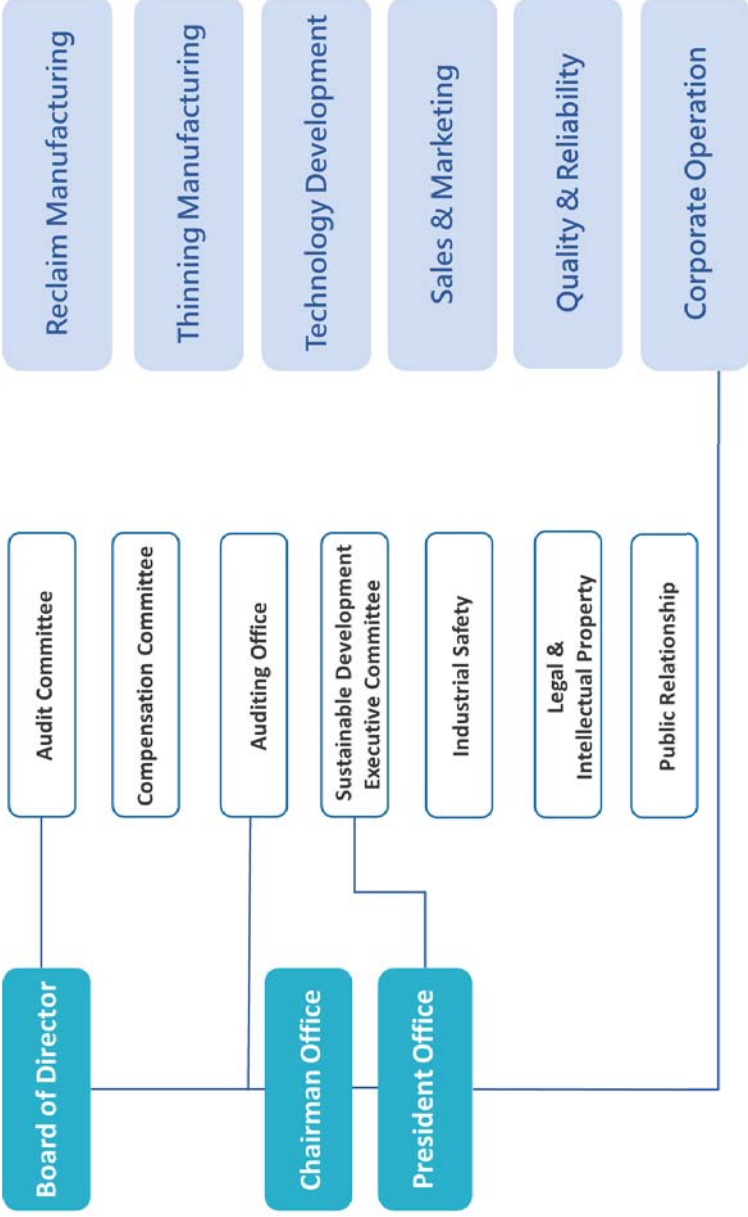 Board of Director
Chairman Office
President Office
Audit Committee
Compensation Committee
Auditing Office
Sustainable Development
Executive Committee
Industrial Safety
Legal &
Intellectual Property
Public Relationship
Reclaim Manufacturing
Thinning Manufacturing
Technology Development
Sales & Marketing
Quality & Reliability
Corporate Operation